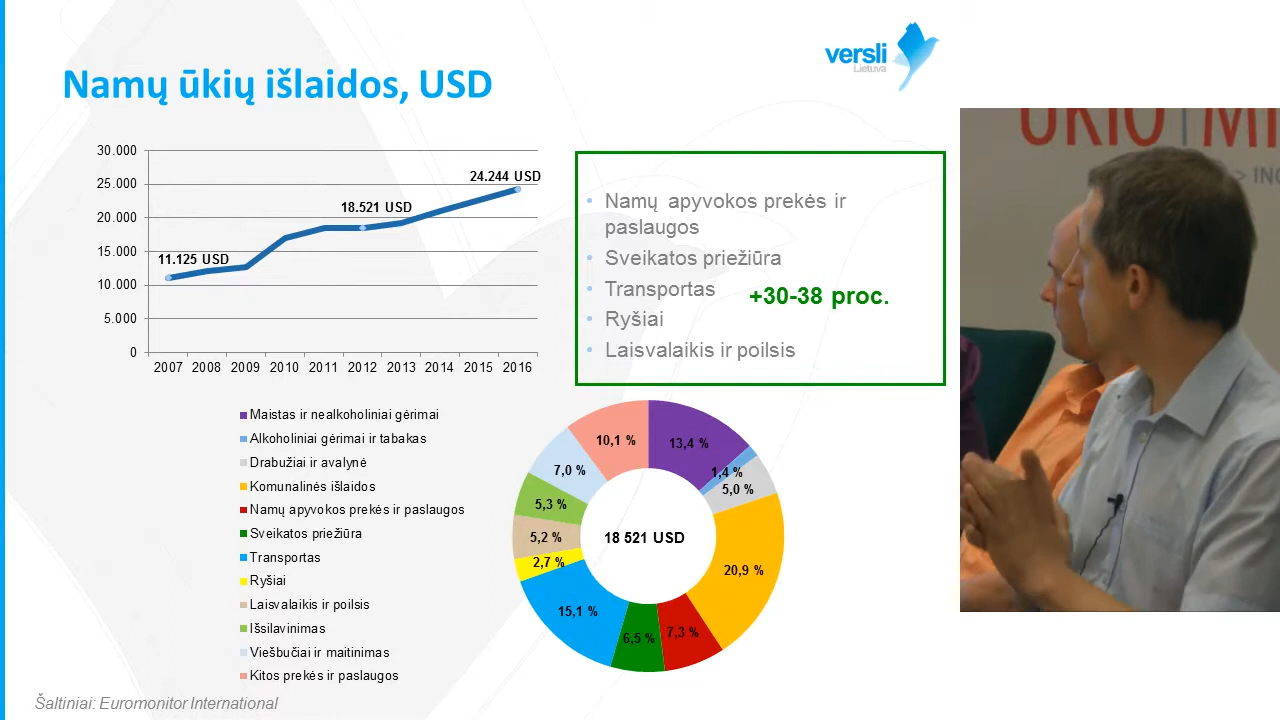 versli
Lietuva
Namų ūkių išlaidos, USD
30.000
25.000
20.000
15.000
10.000
5.000
0
11.125 USD
18.521 USD
24.244 USD
2007 2008 2009 2010 2011 2012 2013 2014 2015 2016
• Namų apyvokos prekės ir
paslaugos
• Sveikatos priežiūra
• Transportas
• Ryšiai
• Laisvalaikis ir poilsis
+30-38 proc.
ŪKIO | MI
> INO
Maistas ir nealkoholiniai gėrimai
Alkoholiniai gėrimai ir tabakas
Drabužiai ir avalynė
Komunalinės išlaidos
Namų apyvokos prekės ir paslaugos
Sveikatos priežiūra
Transportas
Ryšiai
Laisvalaikis ir poilsis
Išsilavinimas
Viešbučiai ir maitinimas
Kitos prekės ir paslaugos
13,4 %
1,4 %
5,0 %
20,9 %
7,3 %
6,5 %
15,1 %
2,7 %
5,2 %
5,3 %
7,0 %
10,1 %
18 521 USD
Šaltiniai: Euromonitor International